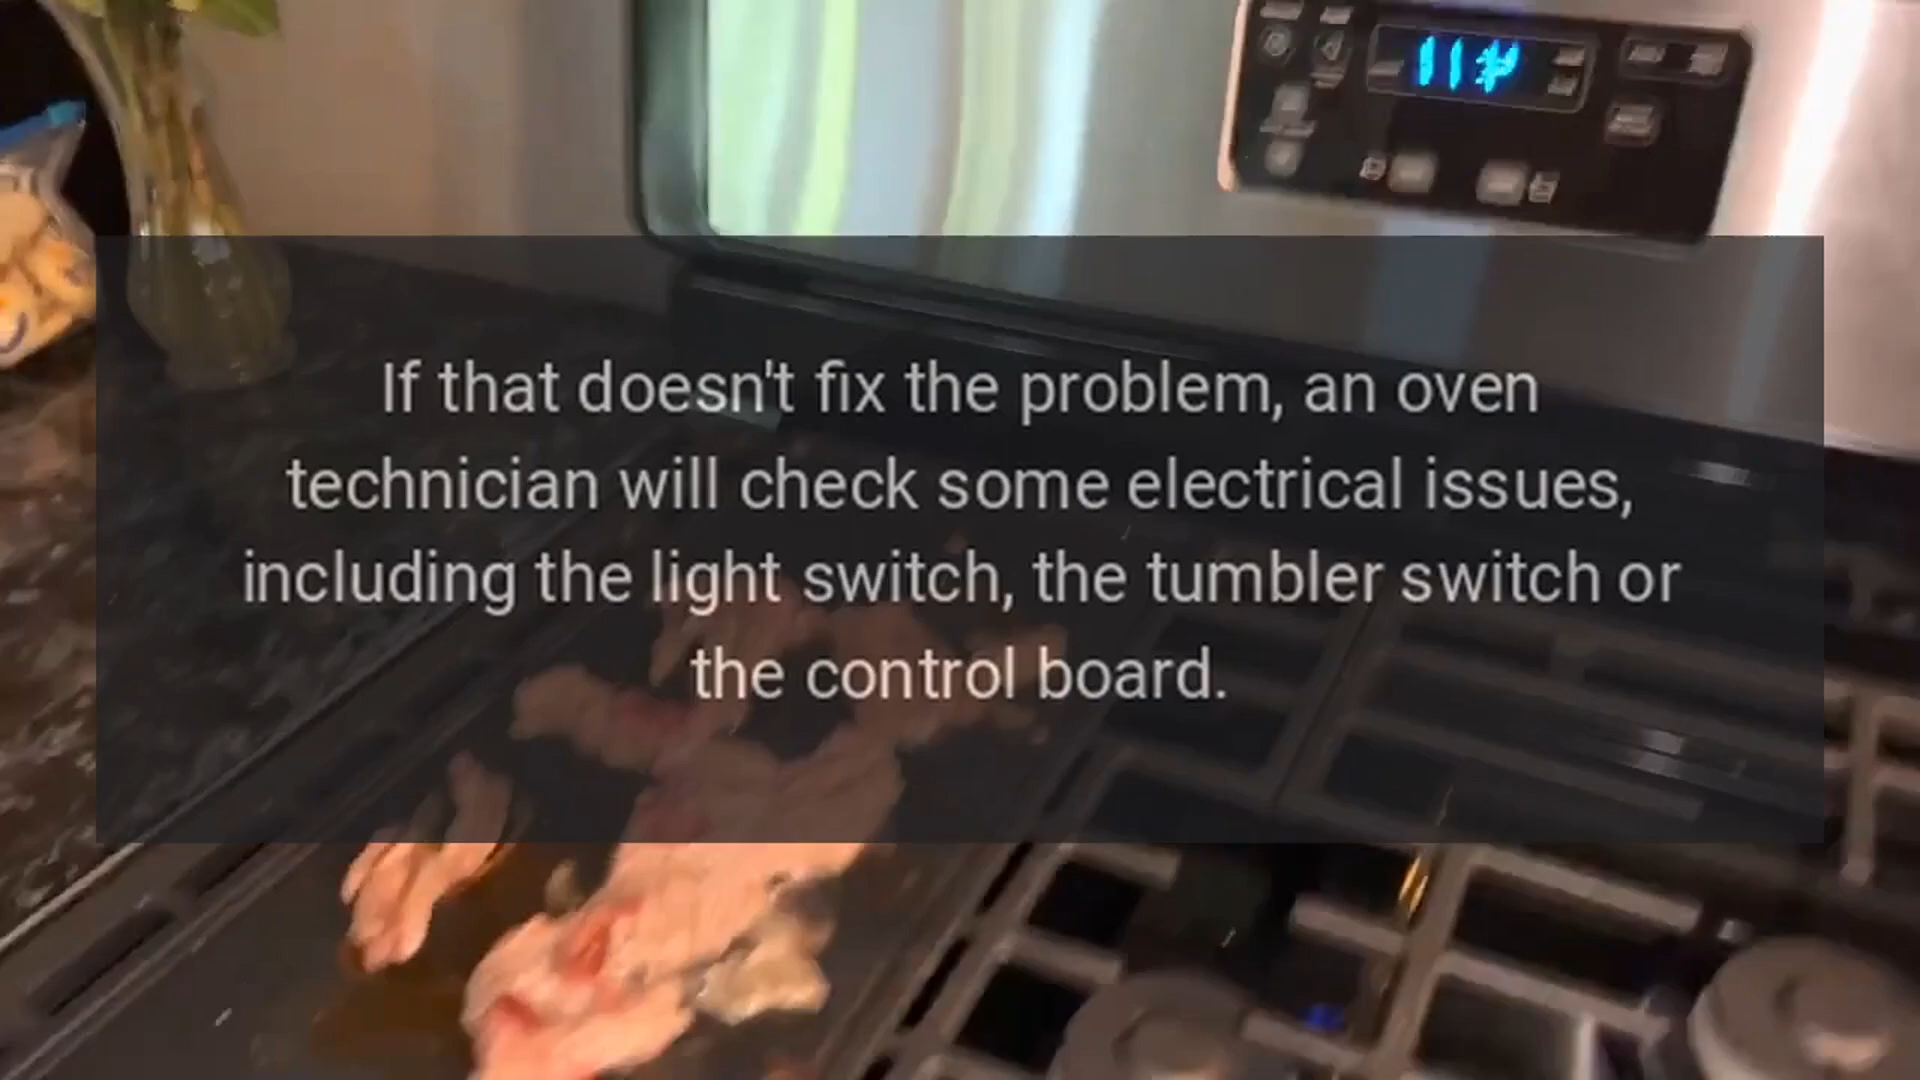 If that doesn't fix the problem, an oven
technician will check some electrical issues,
including the light switch, the tumbler switch or
the control board.